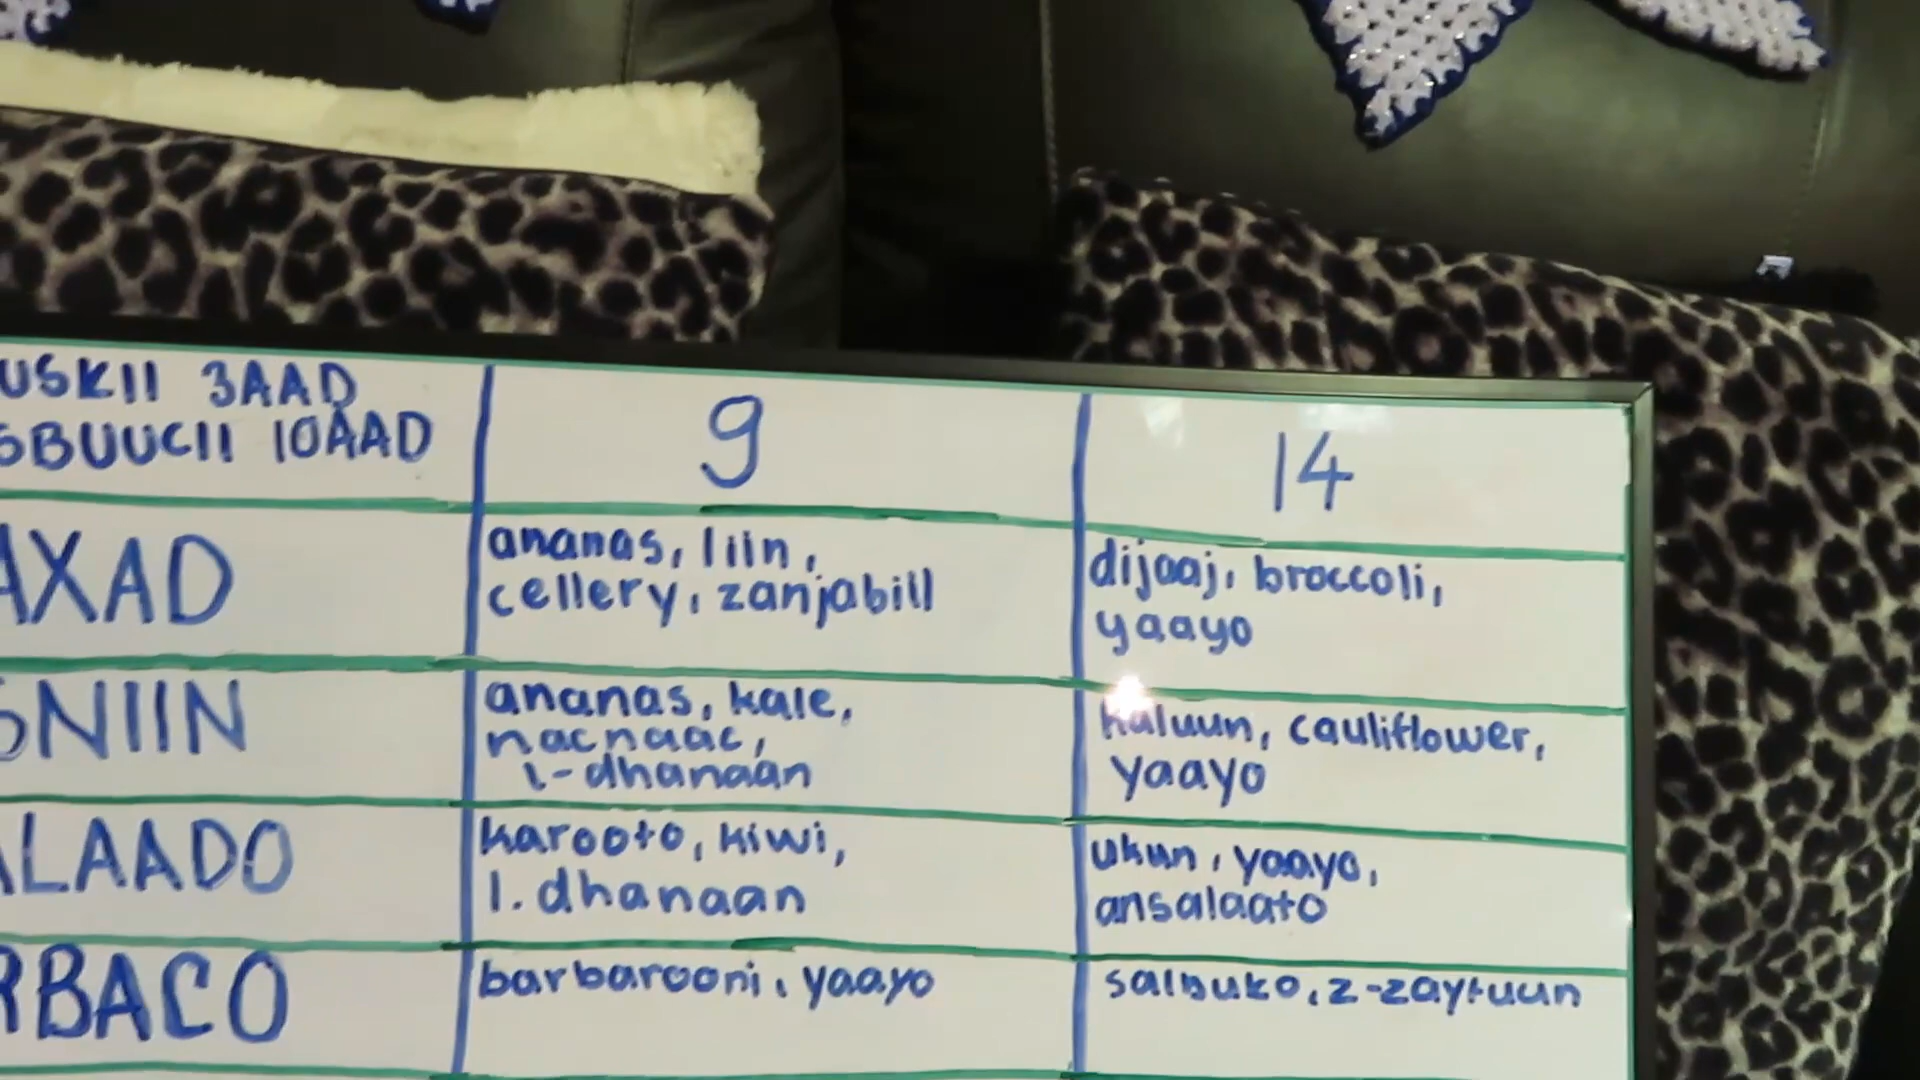 USKII 3AAD
SBUUCII 10AAD
9
14
AXAD
ananas, liin,
cellery, zanjabill
dijaaj, broccoli,
yaayo
SNIIN
ananas, kale,
nacnaac,
L-dhanaan
kaluun, cauliflower,
yaayo
ALAADO
karooto, kiwi,
l. dhanaan
ukun, yaayo,
ansalaato
RBACO
barbarooni, yaayo
salbuko, z-zaytuun